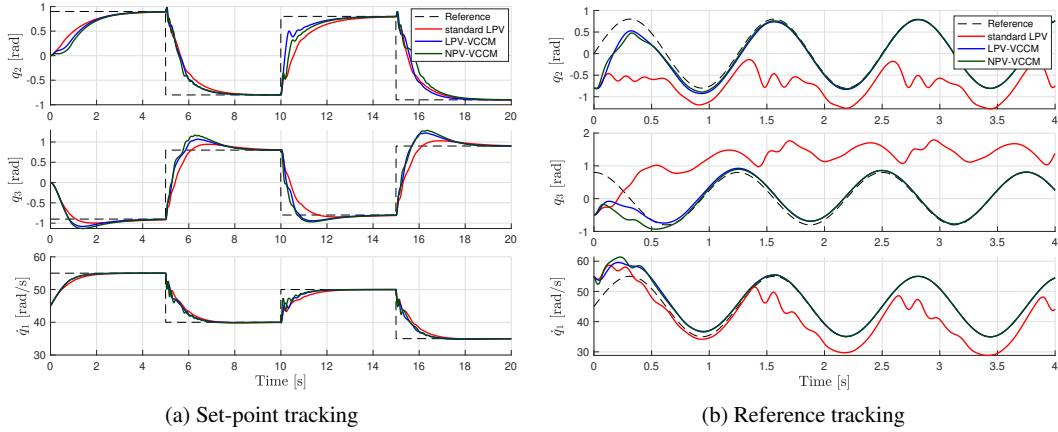 1
0.5
0
-0.5
-1
q₂ [rad]
0 2 4 6 8 10 12 14 16 18 20
Reference
standard LPV
LPV-VCCM
NPV-VCCM
1
0
-1
q₃ [rad]
0 2 4 6 8 10 12 14 16 18 20
60
50
40
30
q̇₁ [rad/s]
0 2 4 6 8 10 12 14 16 18 20
Time [s]
(a) Set-point tracking
1
0.5
0
-0.5
-1
q₂ [rad]
0 0.5 1 1.5 2 2.5 3 3.5 4
Reference
standard LPV
LPV-VCCM
NPV-VCCM
2
1
0
-1
q₃ [rad]
0 0.5 1 1.5 2 2.5 3 3.5 4
60
50
40
30
q̇₁ [rad/s]
0 0.5 1 1.5 2 2.5 3 3.5 4
Time [s]
(b) Reference tracking